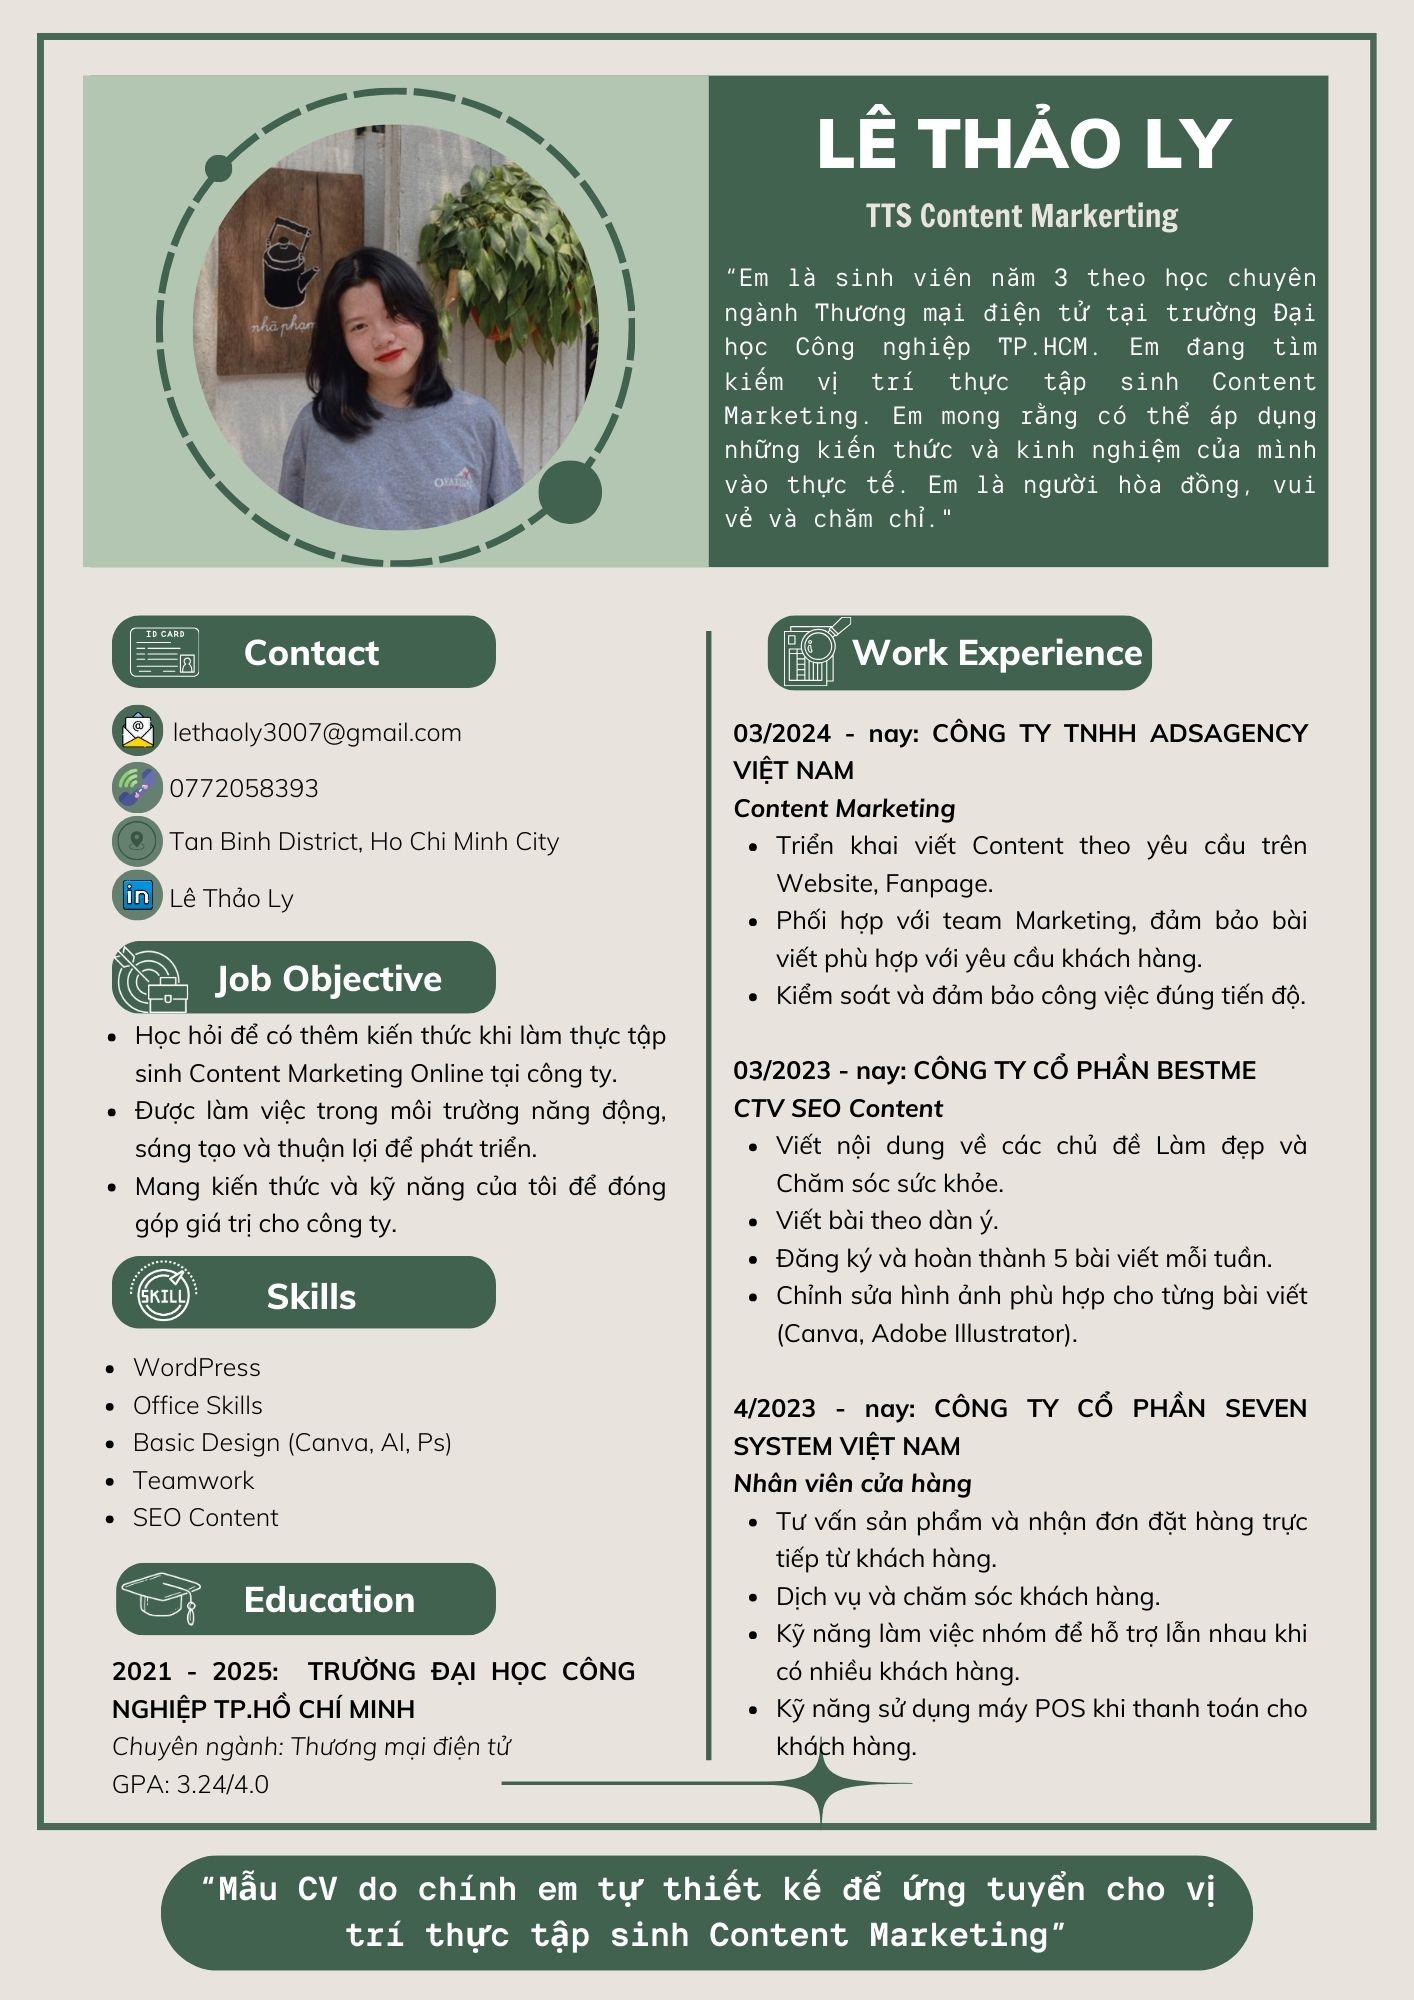 LÊ THẢO LY
TTS Content Markerting
“Em là sinh viên năm 3 theo học chuyên
ngành Thương mại điện tử tại trường Đại
học Công nghiệp TP.HCM. Em đang tìm
kiếm vị trí thực tập sinh Content
Marketing. Em mong rằng có thể áp dụng
những kiến thức và kinh nghiệm của mình
vào thực tế. Em là người hòa đồng, vui
vẻ và chăm chỉ."
nhã phạm
ID CARD
Contact
@
lethaoly3007@gmail.com
0772058393
Tan Binh District, Ho Chi Minh City
in
Lê Thảo Ly
Job Objective
Học hỏi để có thêm kiến thức khi làm thực tập
sinh Content Marketing Online tại công ty.
Được làm việc trong môi trường năng động,
sáng tạo và thuận lợi để phát triển.
Mang kiến thức và kỹ năng của tôi để đóng
góp giá trị cho công ty.
SKILL
Skills
WordPress
Office Skills
Basic Design (Canva, AI, Ps)
Teamwork
SEO Content
Education
2021 - 2025: TRƯỜNG ĐẠI HỌC CÔNG
NGHIỆP TP.HỒ CHÍ MINH
Chuyên ngành: Thương mại điện tử
GPA: 3.24/4.0
Work Experience
03/2024 - nay: CÔNG TY TNHH ADSAGENCY
VIỆT NAM
Content Marketing
Triển khai viết Content theo yêu cầu trên
Website, Fanpage.
Phối hợp với team Marketing, đảm bảo bài
viết phù hợp với yêu cầu khách hàng.
Kiểm soát và đảm bảo công việc đúng tiến độ.
03/2023 - nay: CÔNG TY CỔ PHẦN BESTME
CTV SEO Content
Viết nội dung về các chủ đề Làm đẹp và
Chăm sóc sức khỏe.
Viết bài theo dàn ý.
Đăng ký và hoàn thành 5 bài viết mỗi tuần.
Chỉnh sửa hình ảnh phù hợp cho từng bài viết
(Canva, Adobe Illustrator).
4/2023 - nay: CÔNG TY CỔ PHẦN SEVEN
SYSTEM VIỆT NAM
Nhân viên cửa hàng
Tư vấn sản phẩm và nhận đơn đặt hàng trực
tiếp từ khách hàng.
Dịch vụ và chăm sóc khách hàng.
Kỹ năng làm việc nhóm để hỗ trợ lẫn nhau khi
có nhiều khách hàng.
Kỹ năng sử dụng máy POS khi thanh toán cho
khách hàng.
“Mẫu CV do chính em tự thiết kế để ứng tuyển cho vị
trí thực tập sinh Content Marketing”